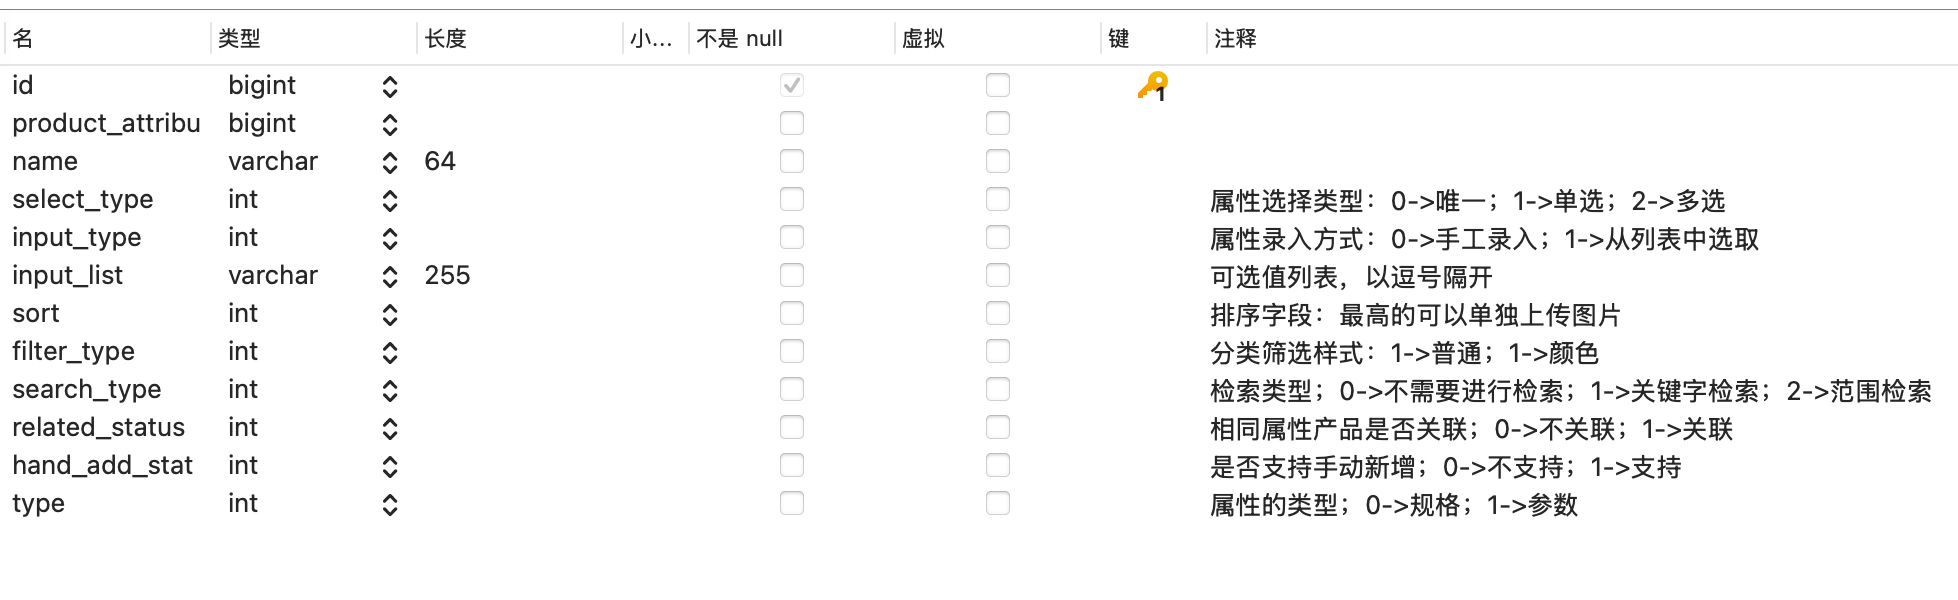 名 类型 长度 小... 不是 null 虚拟 键 注释
id bigint 1
product_attribu bigint
name varchar 64
select_type int 属性选择类型：0->唯一；1->单选；2->多选
input_type int 属性录入方式：0->手工录入；1->从列表中选取
input_list varchar 255 可选值列表，以逗号隔开
sort int 排序字段：最高的可以单独上传图片
filter_type int 分类筛选样式：1->普通；1->颜色
search_type int 检索类型；0->不需要进行检索；1->关键字检索；2->范围检索
related_status int 相同属性产品是否关联；0->不关联；1->关联
hand_add_stat int 是否支持手动新增；0->不支持；1->支持
type int 属性的类型；0->规格；1->参数